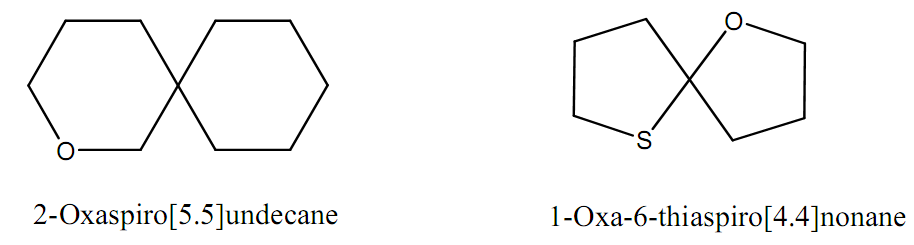 O
O
S
2-Oxaspiro[5.5]undecane
1-Oxa-6-thiaspiro[4.4]nonane